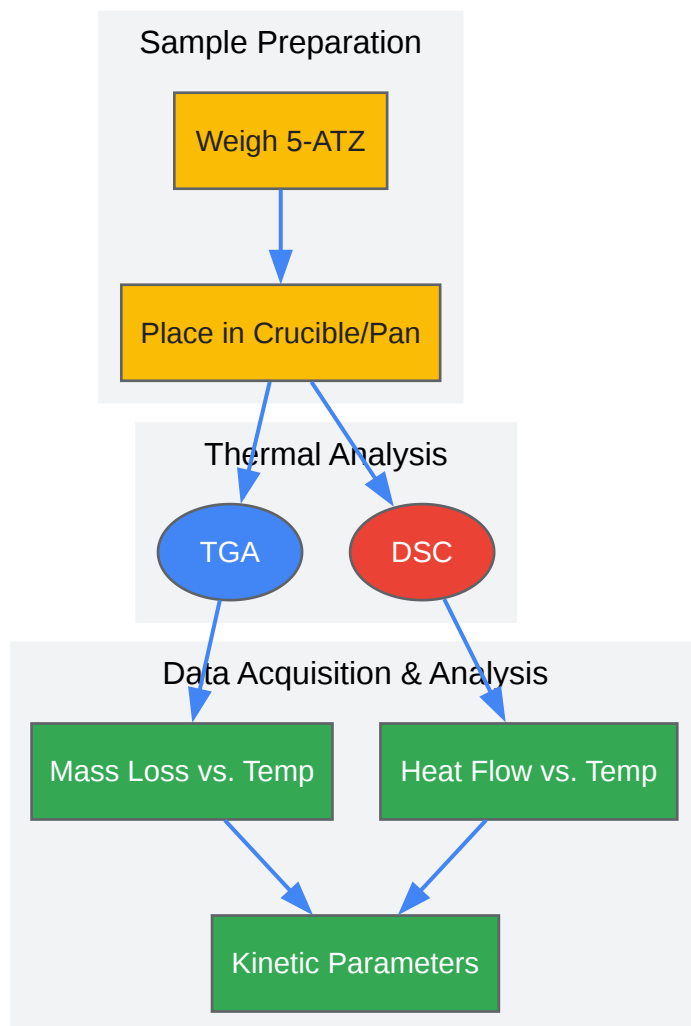 Sample Preparation
Weigh 5-ATZ
Place in Crucible/Pan
Thermal Analysis
TGA
DSC
Data Acquisition & Analysis
Mass Loss vs. Temp
Heat Flow vs. Temp
Kinetic Parameters